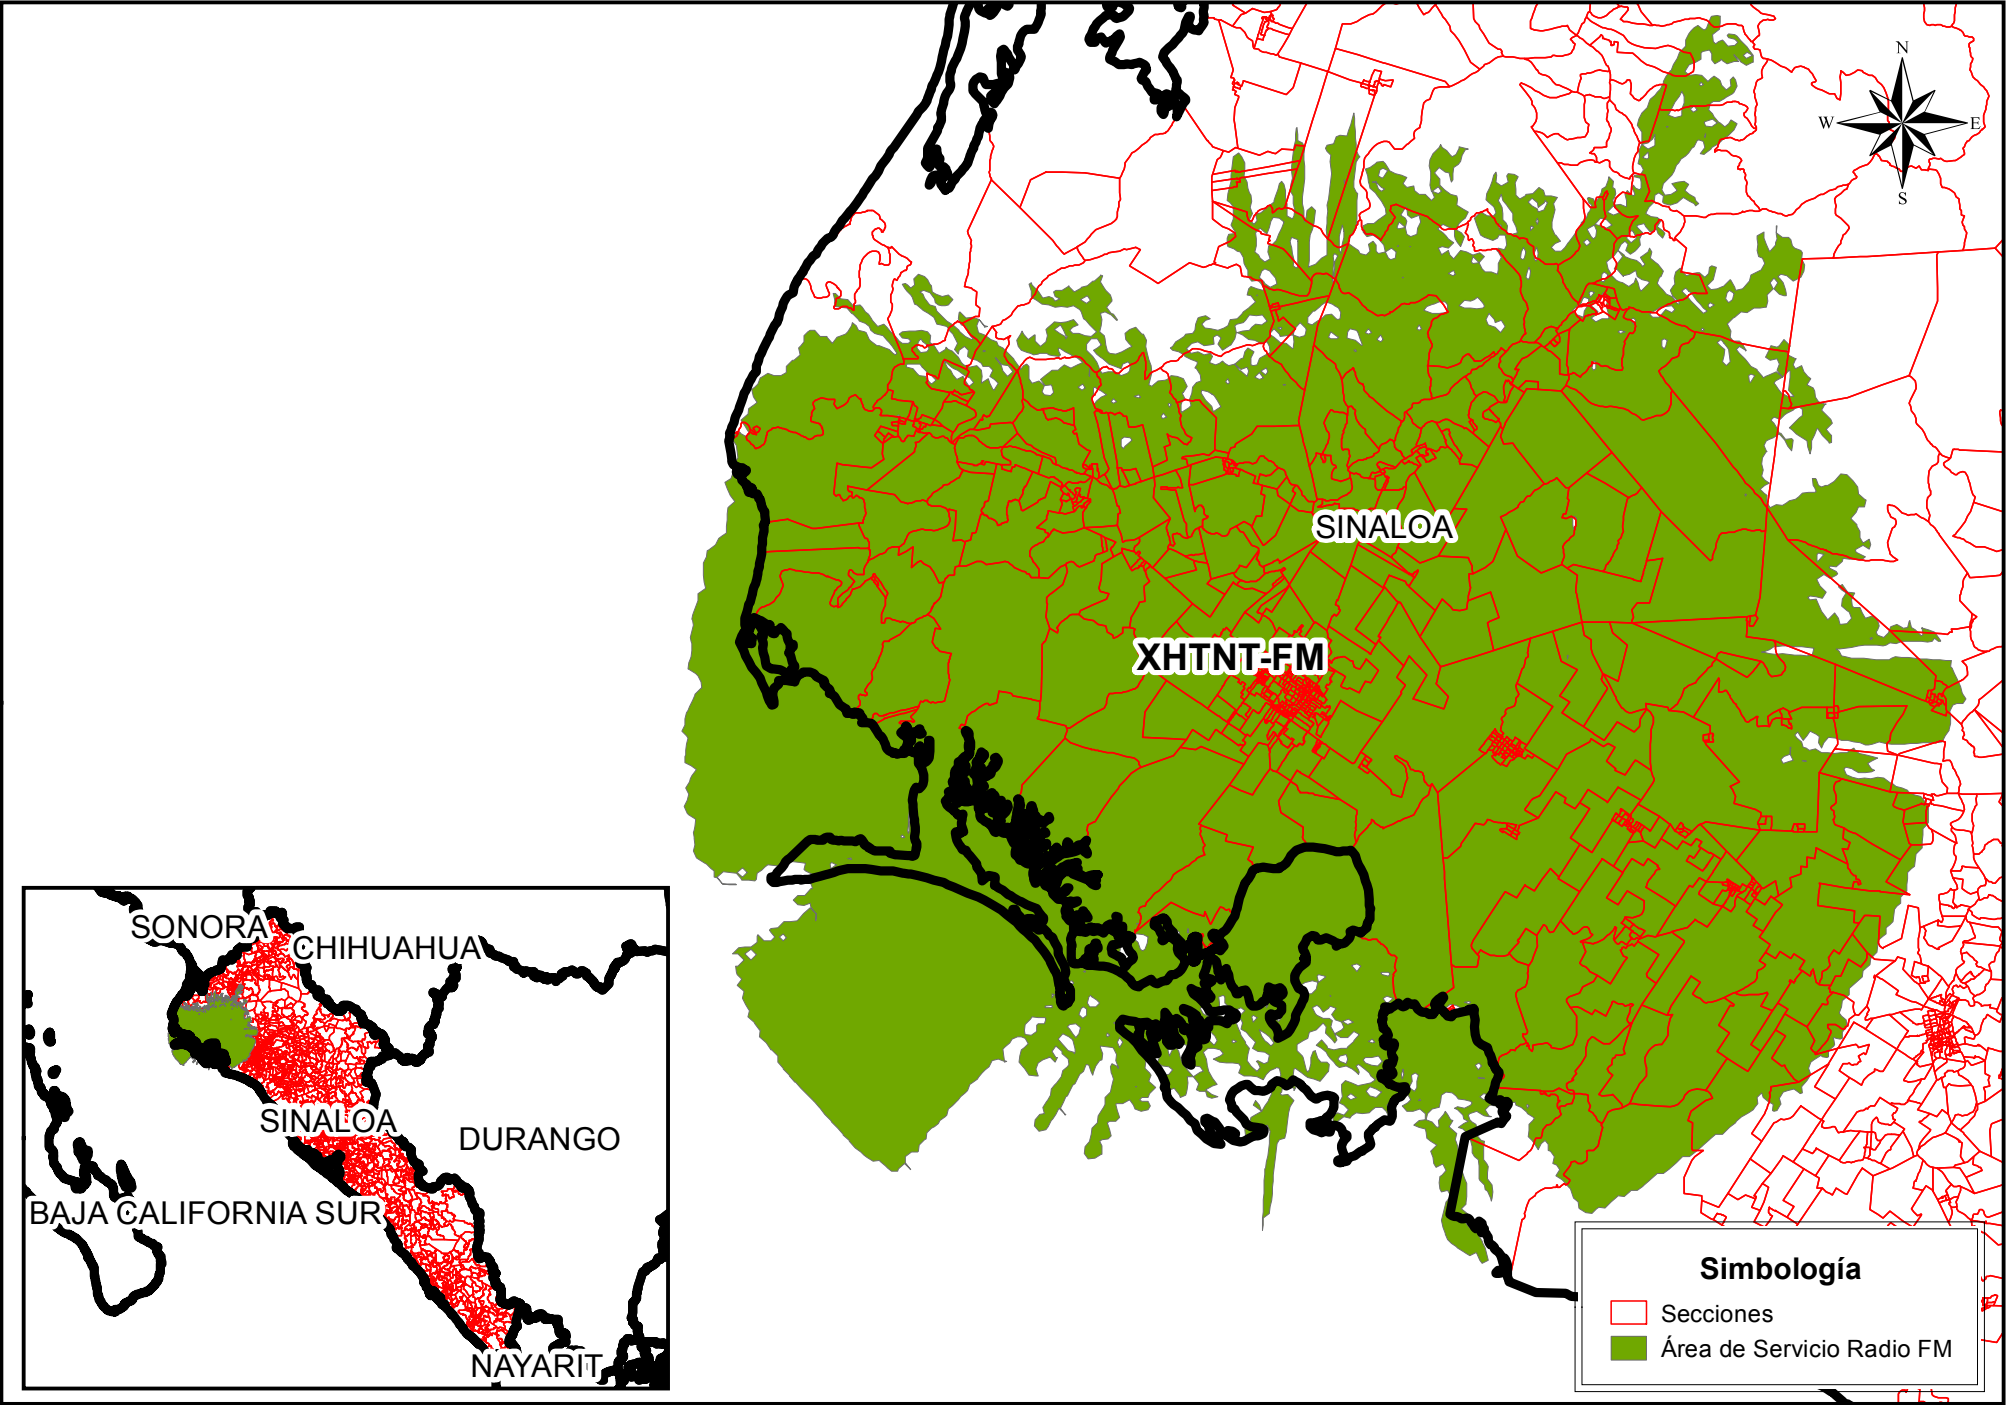 N
W E
S
SINALOA
XHTNT-FM
SONORA
CHIHUAHUA
SINALOA
DURANGO
BAJA CALIFORNIA SUR
NAYARIT
Simbología
Secciones
Área de Servicio Radio FM